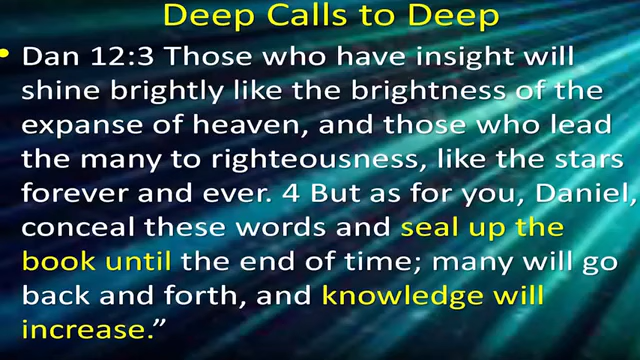 Deep Calls to Deep
• Dan 12:3 Those who have insight will
shine brightly like the brightness of the
expanse of heaven, and those who lead
the many to righteousness, like the stars
forever and ever. 4 But as for you, Daniel,
conceal these words and seal up the
book until the end of time; many will go
back and forth, and knowledge will
increase.”